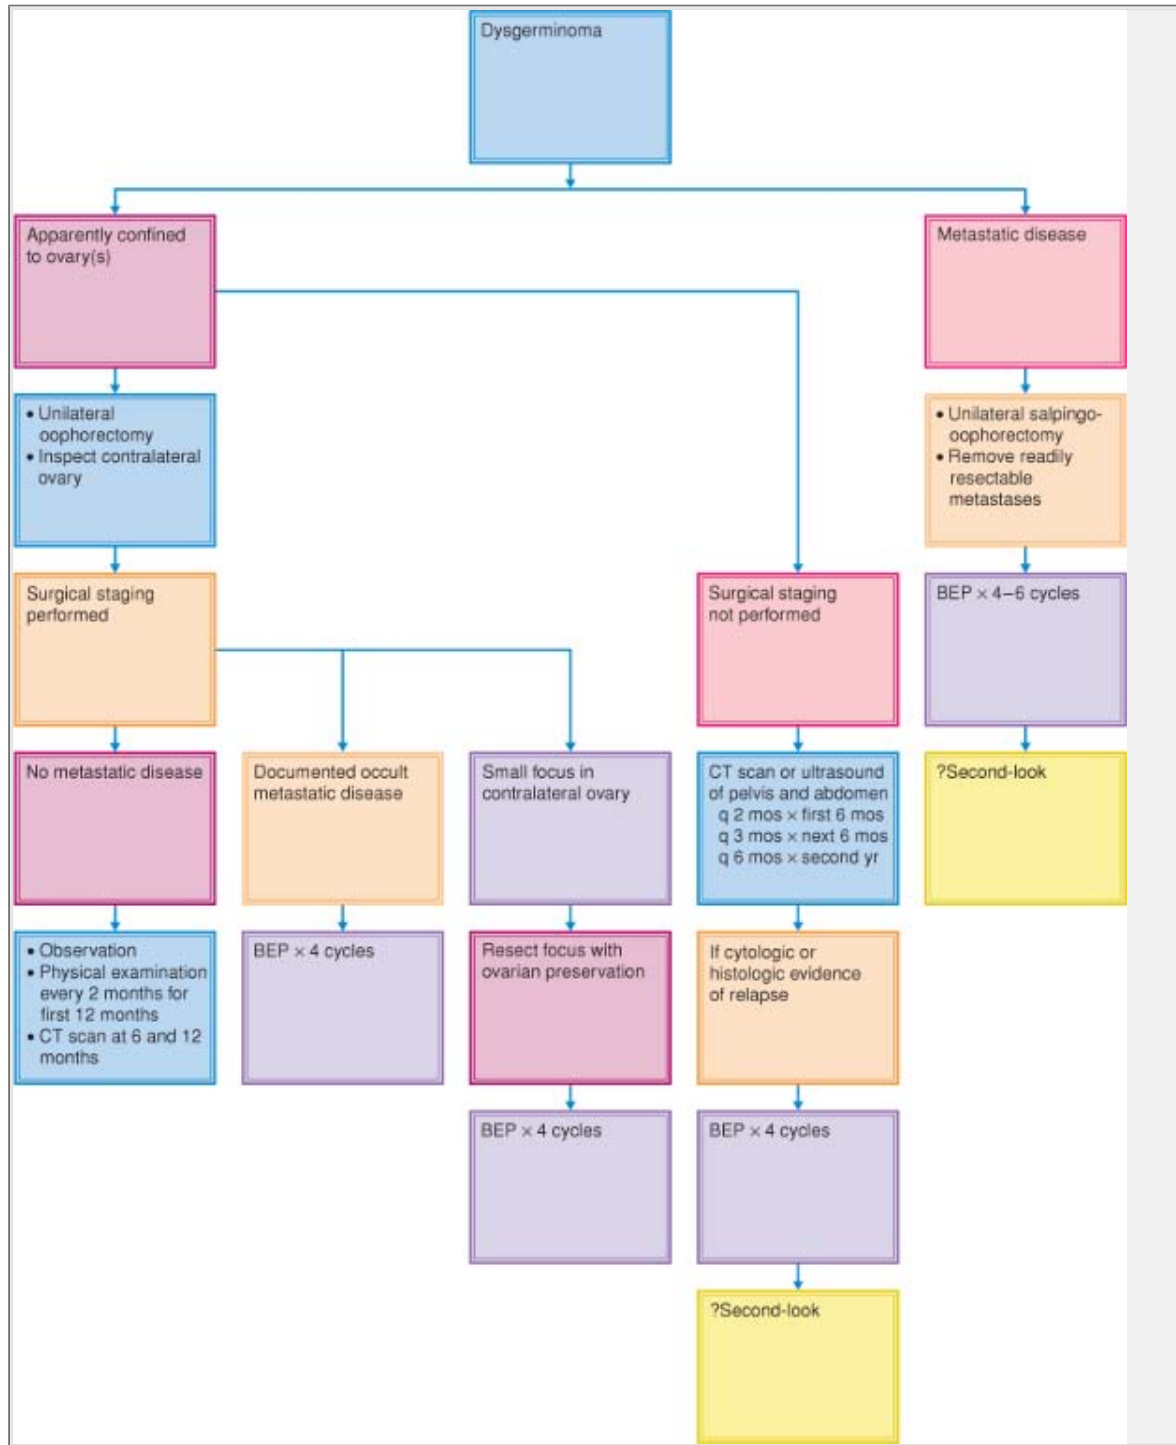 Dysgerminoma
Apparently confined
to ovary(s)
Metastatic disease
• Unilateral
oophorectomy
• Inspect contralateral
ovary
• Unilateral salpingo-
oophorectomy
• Remove readily
resectable
metastases
Surgical staging
performed
Surgical staging
not performed
BEP × 4–6 cycles
No metastatic disease
Documented occult
metastatic disease
Small focus in
contralateral ovary
CT scan or ultrasound
of pelvis and abdomen
q 2 mos × first 6 mos
q 3 mos × next 6 mos
q 6 mos × second yr
?Second-look
• Observation
• Physical examination
every 2 months for
first 12 months
• CT scan at 6 and 12
months
BEP × 4 cycles
Resect focus with
ovarian preservation
If cytologic or
histologic evidence
of relapse
BEP × 4 cycles
BEP × 4 cycles
?Second-look